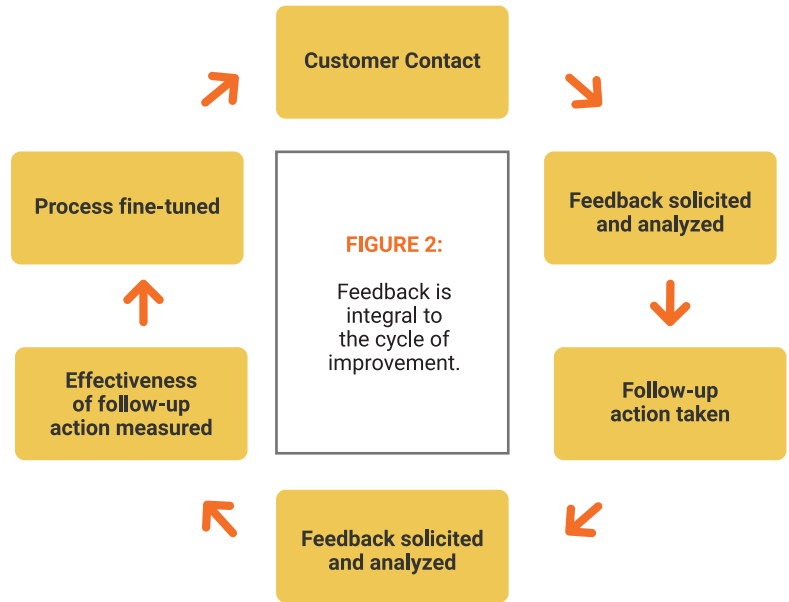 Customer Contact
Feedback solicited
and analyzed
Follow-up
action taken
Feedback solicited
and analyzed
Effectiveness
of follow-up
action measured
Process fine-tuned
FIGURE 2:
Feedback is
integral to
the cycle of
improvement.